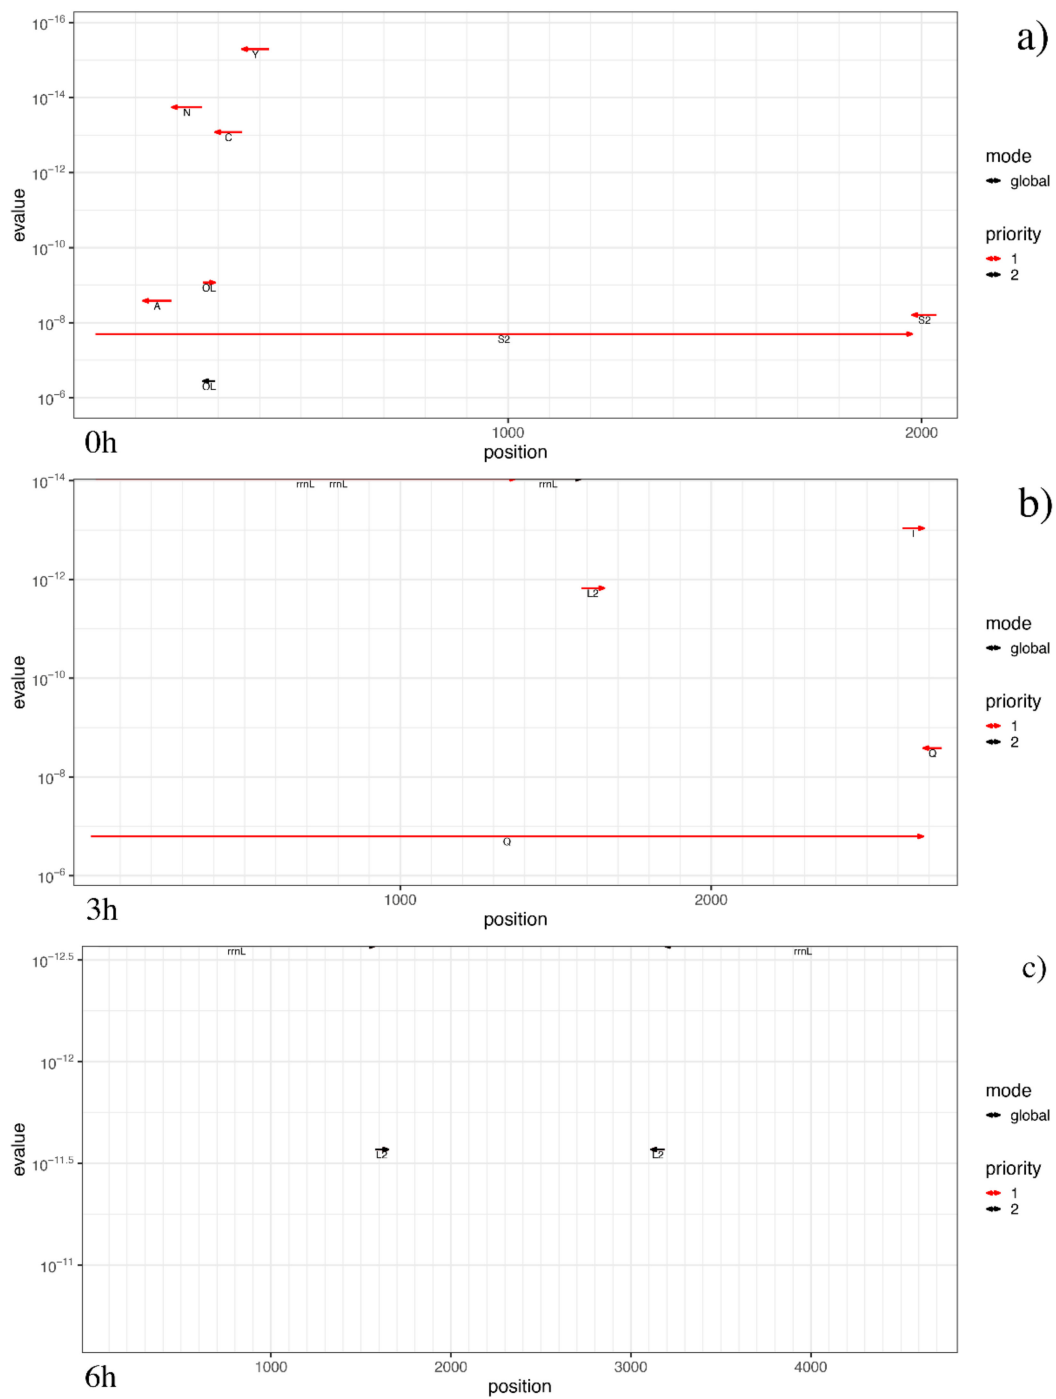 a)
10⁻¹⁶
10⁻¹⁴
10⁻¹²
10⁻¹⁰
10⁻⁸
10⁻⁶
evalue
Y
N
C
OL
A
S2
S2
OL
1000
2000
position
0h
mode
global
priority
1
2
b)
10⁻¹⁴
10⁻¹²
10⁻¹⁰
10⁻⁸
10⁻⁶
evalue
rrnL
rrnL
rrnL
I
L2
Q
Q
1000
2000
position
3h
mode
global
priority
1
2
c)
10⁻¹²·⁵
10⁻¹²
10⁻¹¹·⁵
10⁻¹¹
evalue
rrnL
rrnL
L2
L2
1000
2000
3000
4000
position
6h
mode
global
priority
1
2